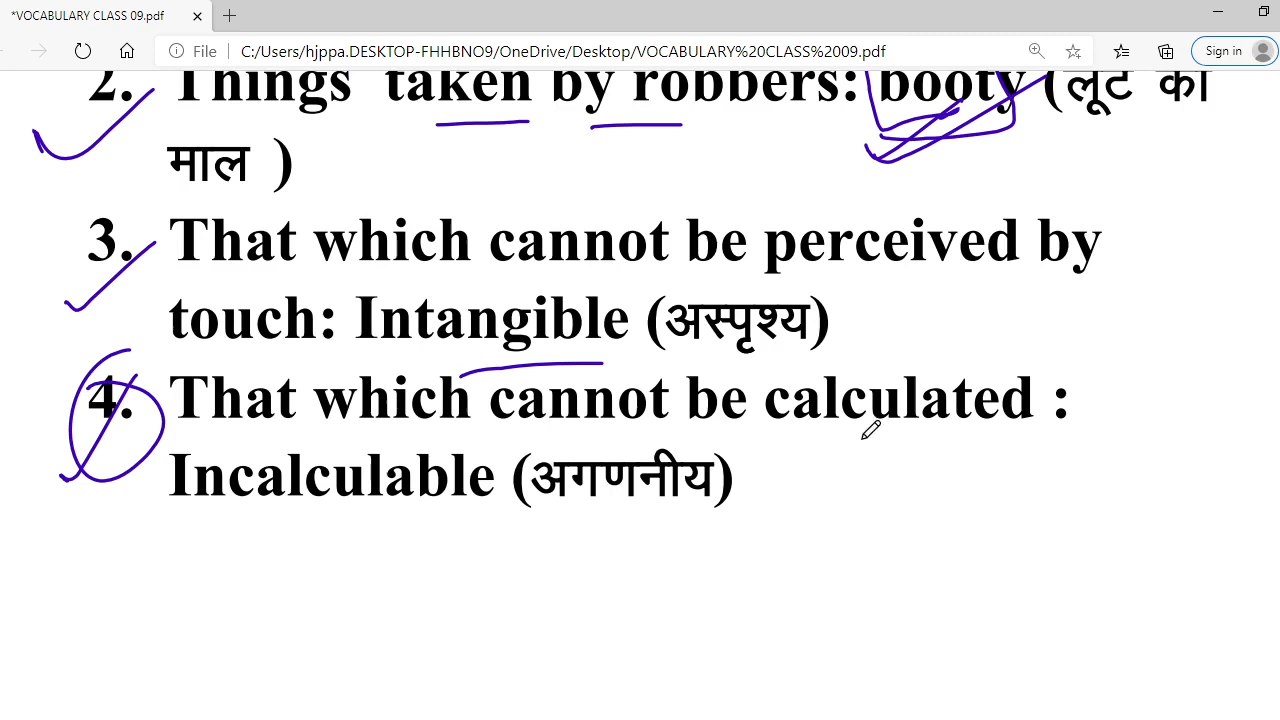 *VOCABULARY CLASS 09.pdf
File C:/Users/hjppa.DESKTOP-FHHBNO9/OneDrive/Desktop/VOCABULARY%20CLASS%2009.pdf Sign in
2. Things taken by robbers: booty (लूट का
माल )
3. That which cannot be perceived by
touch: Intangible (अस्पृश्य)
4. That which cannot be calculated :
Incalculable (अगणनीय)